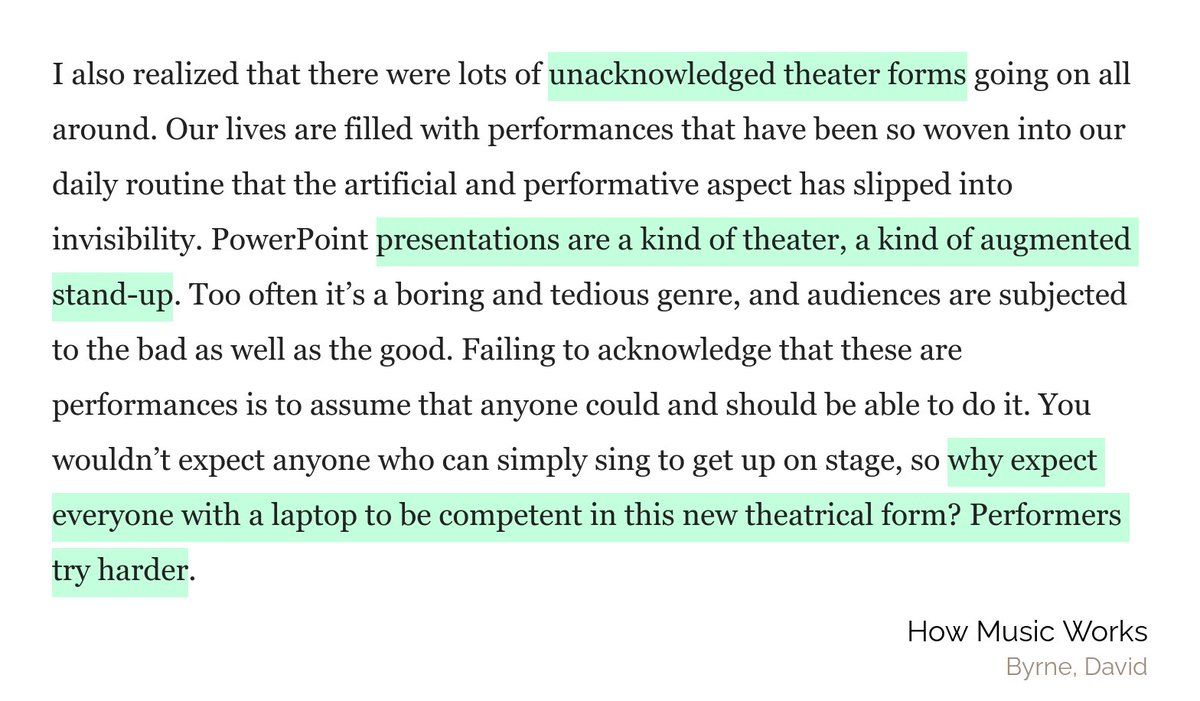 I also realized that there were lots of unacknowledged theater forms going on all
around. Our lives are filled with performances that have been so woven into our
daily routine that the artificial and performative aspect has slipped into
invisibility. PowerPoint presentations are a kind of theater, a kind of augmented
stand-up. Too often it’s a boring and tedious genre, and audiences are subjected
to the bad as well as the good. Failing to acknowledge that these are
performances is to assume that anyone could and should be able to do it. You
wouldn’t expect anyone who can simply sing to get up on stage, so why expect
everyone with a laptop to be competent in this new theatrical form? Performers
try harder.
How Music Works
Byrne, David